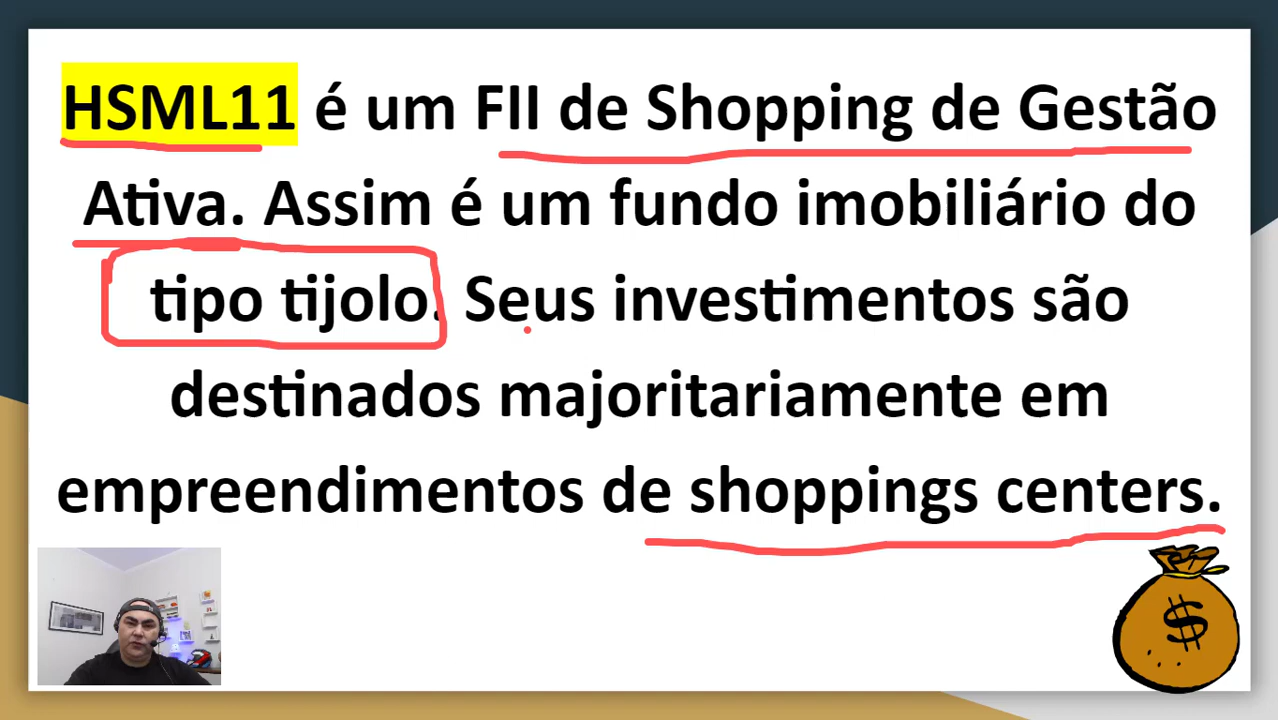 HSML11 é um FII de Shopping de Gestão
Ativa. Assim é um fundo imobiliário do
tipo tijolo. Seus investimentos são
destinados majoritariamente em
empreendimentos de shoppings centers.
$